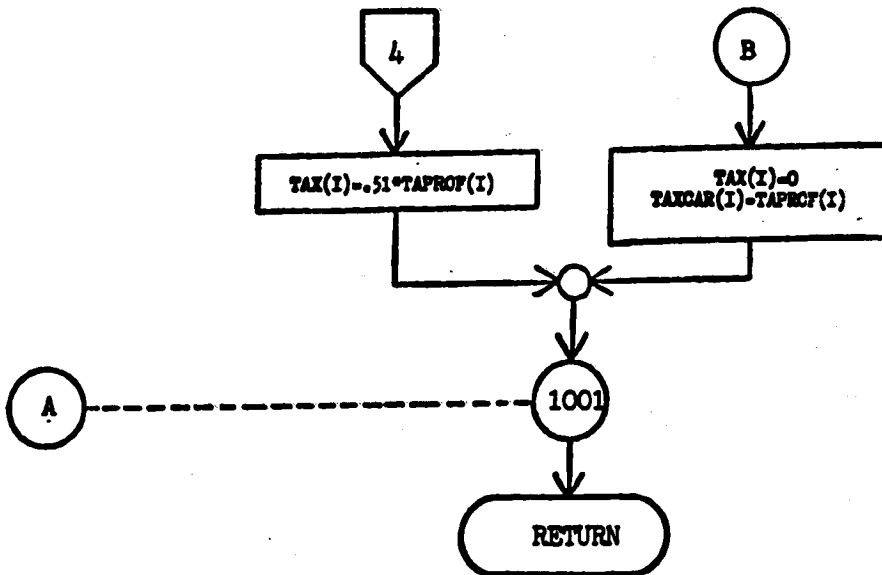 4
B
TAX(I)=.51*TAPROF(I)
TAX(I)=0
TAXCAR(I)=TAPROF(I)
A
1001
RETURN